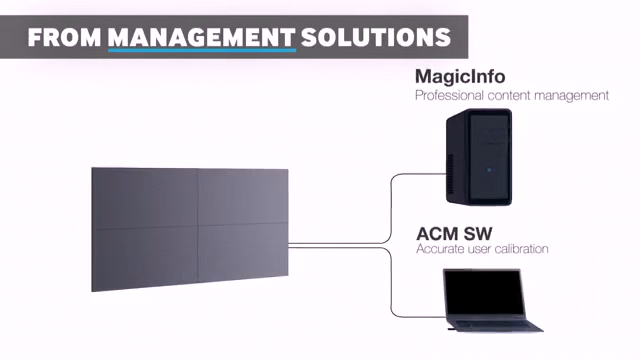 FROM MANAGEMENT SOLUTIONS
MagicInfo
Professional content management
ACM SW
Accurate user calibration